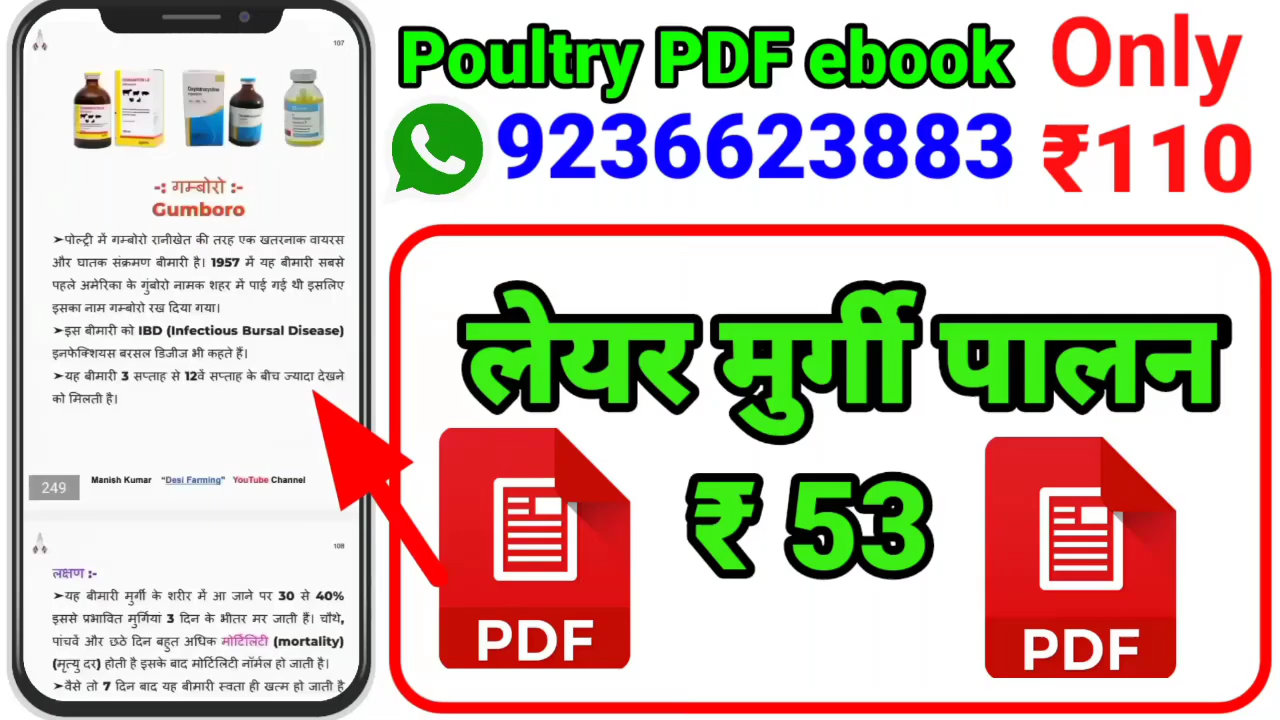 107
-: गम्बोरो :-
Gumboro
➢पोल्ट्री में गम्बोरो रानीखेत की तरह एक खतरनाक वायरस
और घातक संक्रमण बीमारी है। 1957 में यह बीमारी सबसे
पहले अमेरिका के गुंबोरो नामक शहर में पाई गई थी इसलिए
इसका नाम गम्बोरो रख दिया गया।
➢इस बीमारी को IBD (Infectious Bursal Disease)
इनफेक्शियस बरसल डिजीज भी कहते हैं।
➢यह बीमारी 3 सप्ताह से 12वें सप्ताह के बीच ज्यादा देखने
को मिलती है।
249
Manish Kumar "Desi Farming" YouTube Channel
108
लक्षण :-
➢यह बीमारी मुर्गी के शरीर में आ जाने पर 30 से 40%
इससे प्रभावित मुर्गियां 3 दिन के भीतर मर जाती हैं। चौथे,
पांचवें और छठे दिन बहुत अधिक मोर्टिलिटी (mortality)
(मृत्यु दर) होती है इसके बाद मोर्टिलिटी नॉर्मल हो जाती है।
➢वैसे तो 7 दिन बाद यह बीमारी स्वता ही खत्म हो जाती है
Poultry PDF ebook
9236623883
Only
₹110
लेयर मुर्गी पालन
₹ 53
PDF
PDF